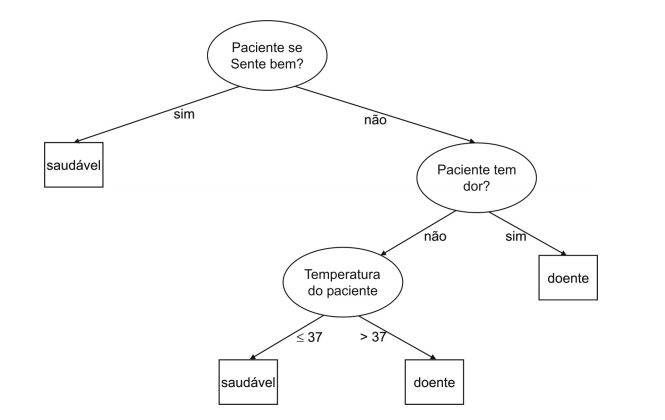 Paciente se
Sente bem?
sim
não
saudável
Paciente tem
dor?
não
sim
Temperatura
do paciente
doente
≤ 37
> 37
saudável
doente